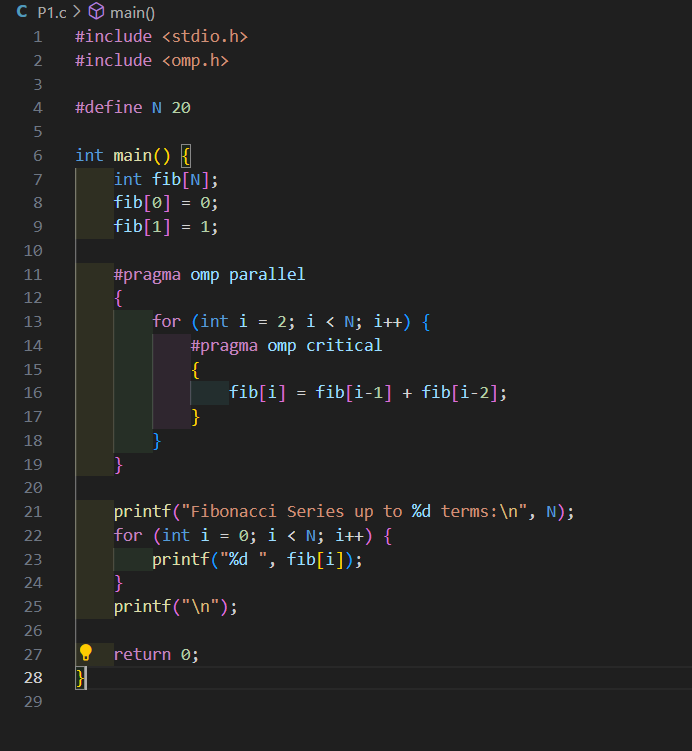 C P1.c > main()
1 #include <stdio.h>
2 #include <omp.h>
3
4 #define N 20
5
6 int main() {
7     int fib[N];
8     fib[0] = 0;
9     fib[1] = 1;
10
11     #pragma omp parallel
12     {
13         for (int i = 2; i < N; i++) {
14             #pragma omp critical
15             {
16                 fib[i] = fib[i-1] + fib[i-2];
17             }
18         }
19     }
20
21     printf("Fibonacci Series up to %d terms:\n", N);
22     for (int i = 0; i < N; i++) {
23         printf("%d ", fib[i]);
24     }
25     printf("\n");
26
27     return 0;
28 }
29